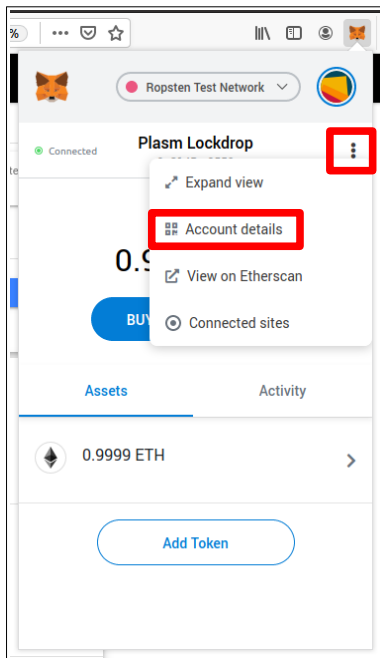 %
Ropsten Test Network
Connected
Plasm Lockdrop
Expand view
Account details
0.9
View on Etherscan
BUY
Connected sites
Assets
Activity
0.9999 ETH
Add Token